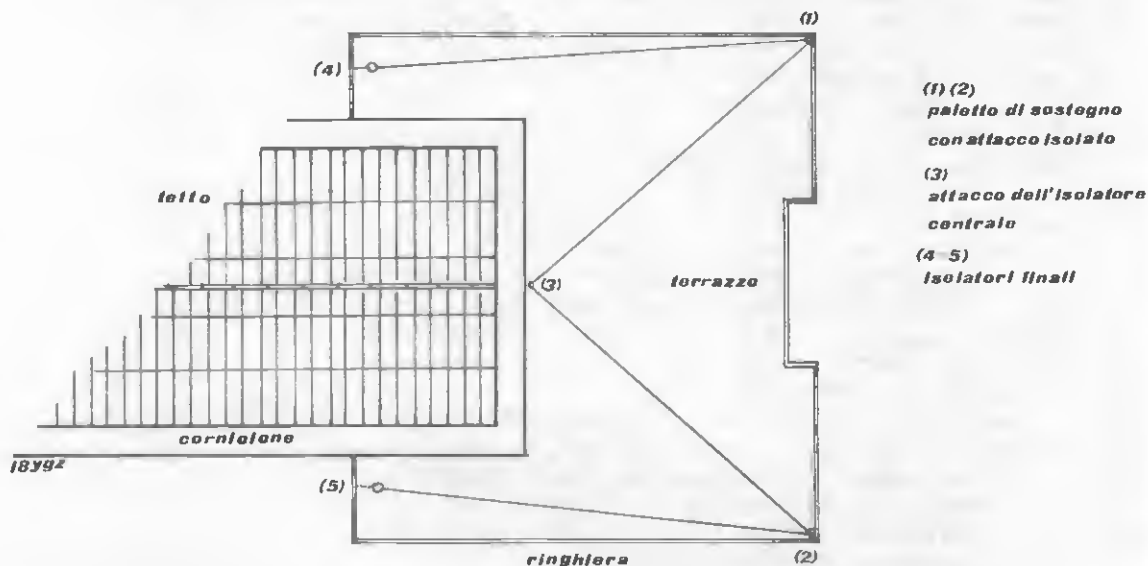 (1)
(4)
tetto
(3)
terrazzo
cornicione
i8ygz
(5)
ringhiera
(2)
(1) (2)
paletto di sostegno
con attacco isolato
(3)
attacco dell'isolatore
centrale
(4-5)
isolatori finali